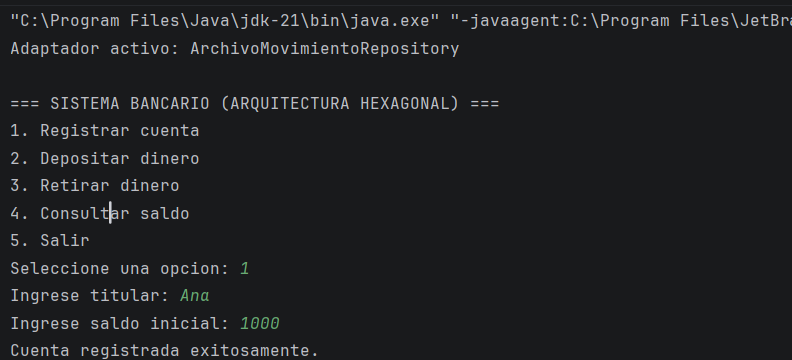 "C:\Program Files\Java\jdk-21\bin\java.exe" "-javaagent:C:\Program Files\JetBra
Adaptador activo: ArchivoMovimientoRepository
=== SISTEMA BANCARIO (ARQUITECTURA HEXAGONAL) ===
1. Registrar cuenta
2. Depositar dinero
3. Retirar dinero
4. Consultar saldo
5. Salir
Seleccione una opcion: 1
Ingrese titular: Ana
Ingrese saldo inicial: 1000
Cuenta registrada exitosamente.